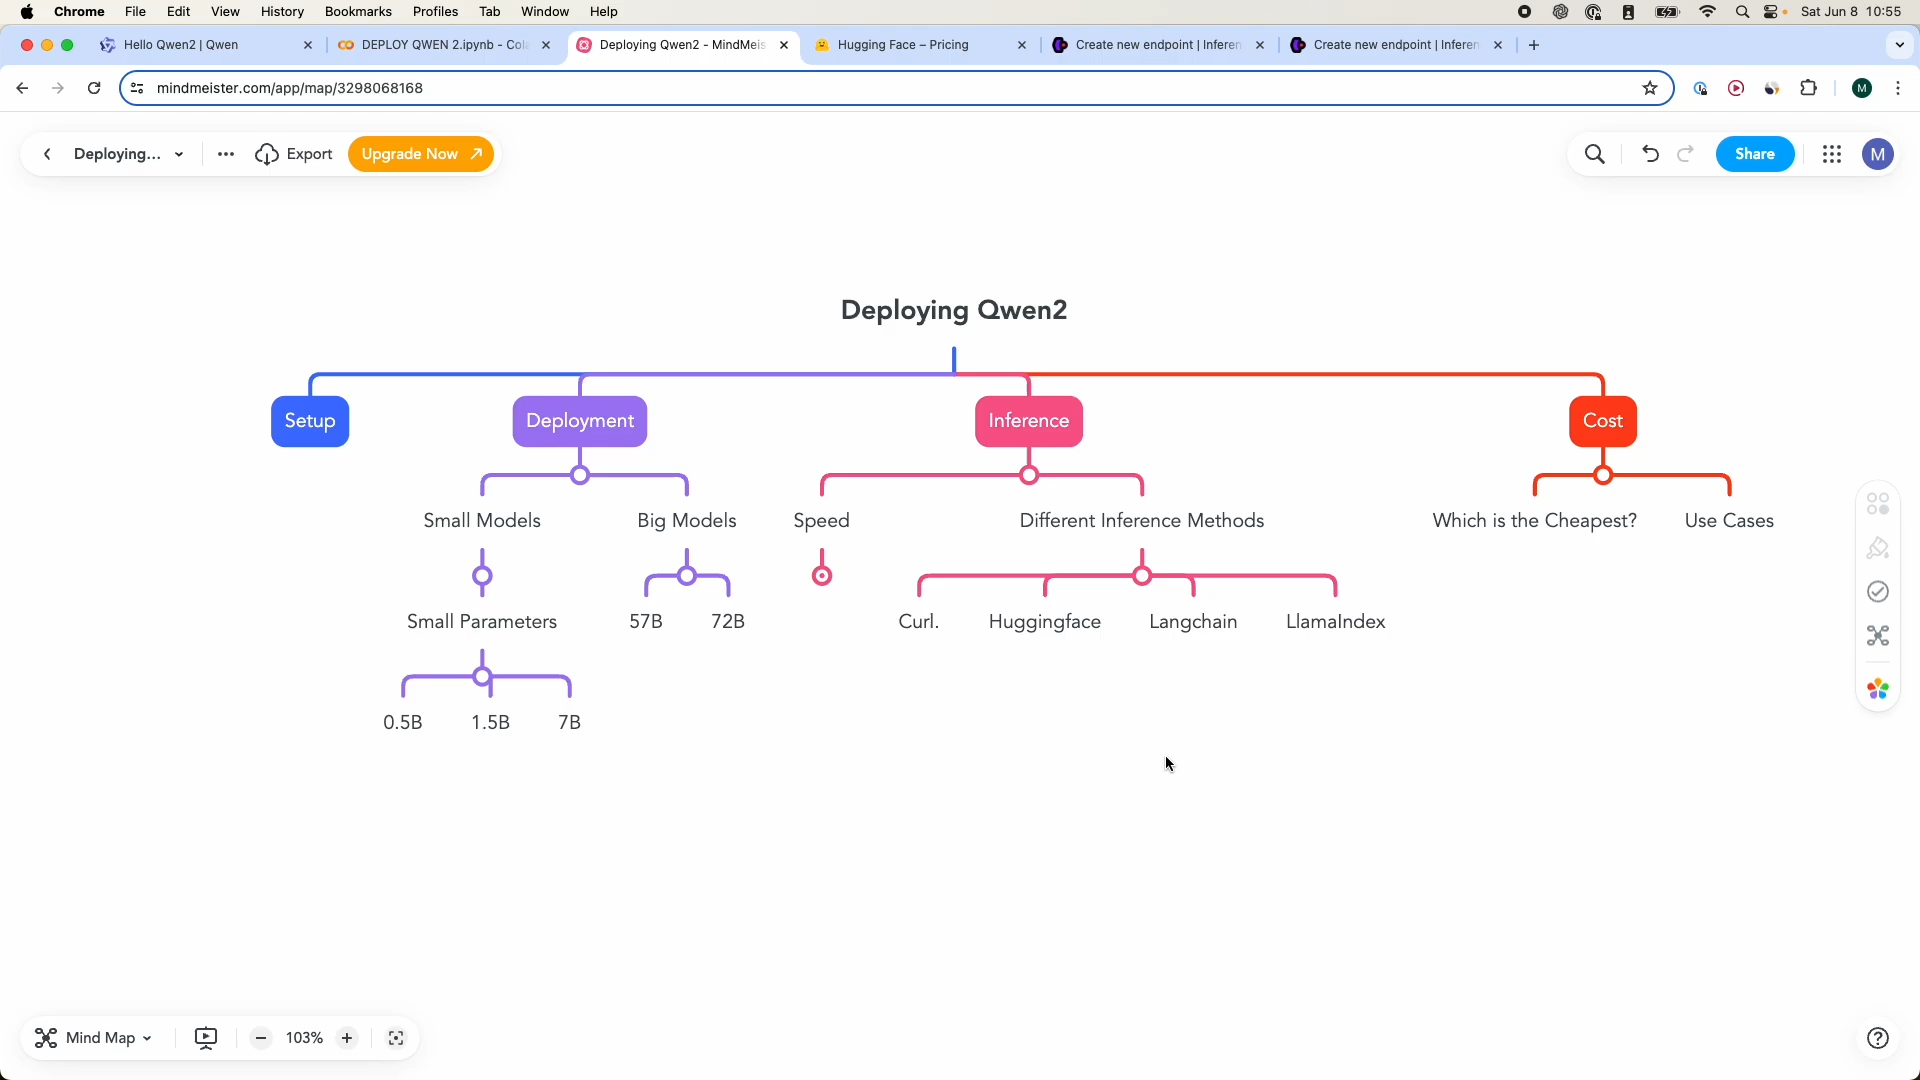 Chrome File Edit View History Bookmarks Profiles Tab Window Help Sat Jun 8 10:55
Hello Qwen2 | Qwen DEPLOY QWEN 2.ipynb - Col Deploying Qwen2 - MindMeis Hugging Face – Pricing Create new endpoint | Inferen Create new endpoint | Inferen
mindmeister.com/app/map/3298068168 M
Deploying... Export Upgrade Now Share M
Deploying Qwen2
Setup Deployment Inference Cost
Small Models Big Models Speed Different Inference Methods Which is the Cheapest? Use Cases
Small Parameters 57B 72B Curl. Huggingface Langchain LlamaIndex
0.5B 1.5B 7B
Mind Map 103%